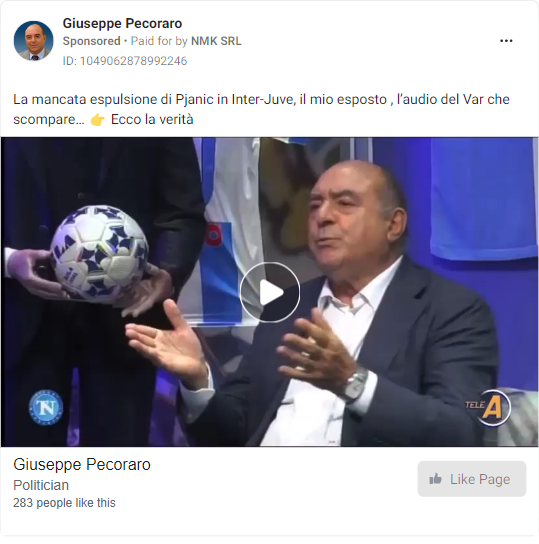 Giuseppe Pecoraro
Sponsored • Paid for by NMK SRL
ID: 1049062878992246
La mancata espulsione di Pjanic in Inter-Juve, il mio esposto , l’audio del Var che
scompare... 👉 Ecco la verità
N
TELE A
Giuseppe Pecoraro
Politician
283 people like this
Like Page